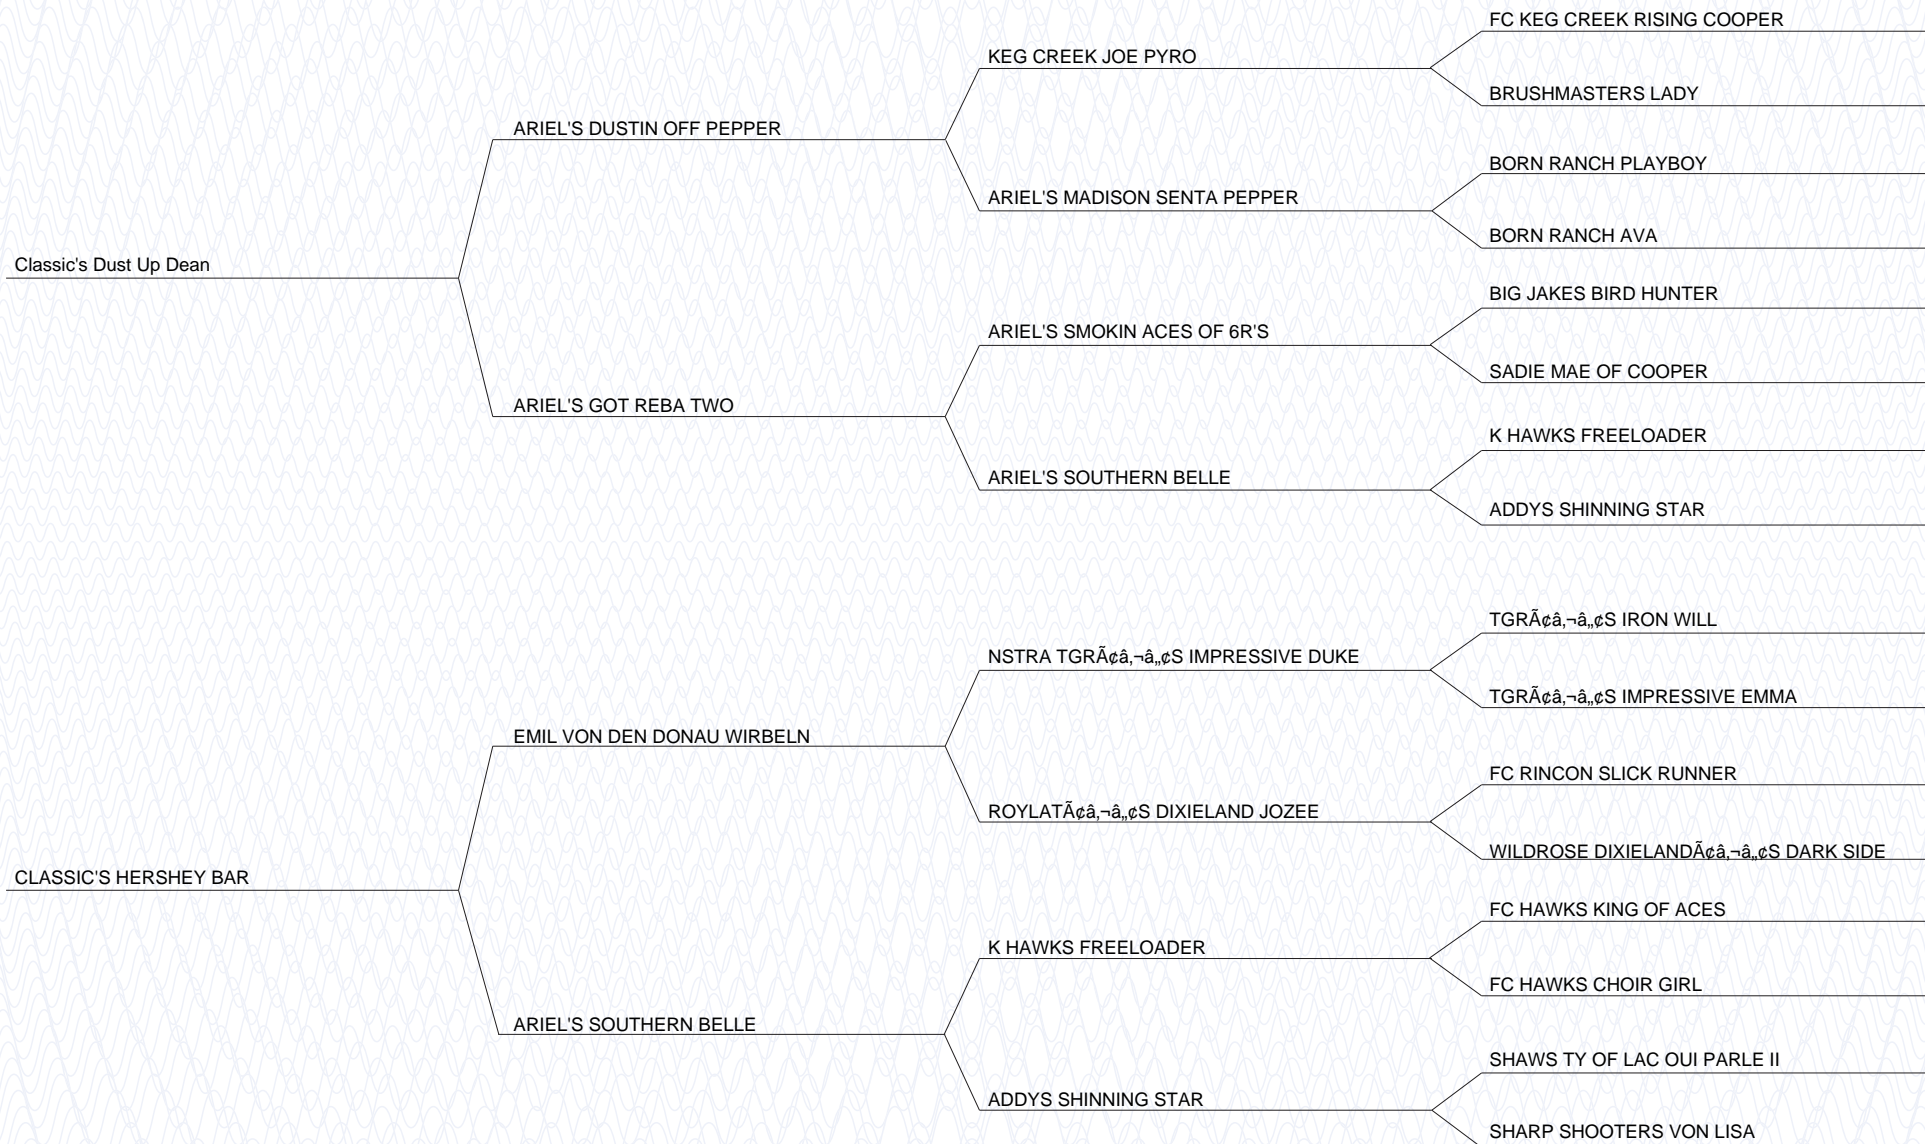 FC KEG CREEK RISING COOPER
KEG CREEK JOE PYRO
BRUSHMASTERS LADY
ARIEL'S DUSTIN OFF PEPPER
BORN RANCH PLAYBOY
ARIEL'S MADISON SENTA PEPPER
BORN RANCH AVA
Classic's Dust Up Dean
BIG JAKES BIRD HUNTER
ARIEL'S SMOKIN ACES OF 6R'S
SADIE MAE OF COOPER
ARIEL'S GOT REBA TWO
K HAWKS FREELOADER
ARIEL'S SOUTHERN BELLE
ADDYS SHINNING STAR
TGRÃ¢â‚¬â„¢S IRON WILL
NSTRA TGRÃ¢â‚¬â„¢S IMPRESSIVE DUKE
TGRÃ¢â‚¬â„¢S IMPRESSIVE EMMA
EMIL VON DEN DONAU WIRBELN
FC RINCON SLICK RUNNER
ROYLATÃ¢â‚¬â„¢S DIXIELAND JOZEE
WILDROSE DIXIELANDÃ¢â‚¬â„¢S DARK SIDE
CLASSIC'S HERSHEY BAR
FC HAWKS KING OF ACES
K HAWKS FREELOADER
FC HAWKS CHOIR GIRL
ARIEL'S SOUTHERN BELLE
SHAWS TY OF LAC OUI PARLE II
ADDYS SHINNING STAR
SHARP SHOOTERS VON LISA